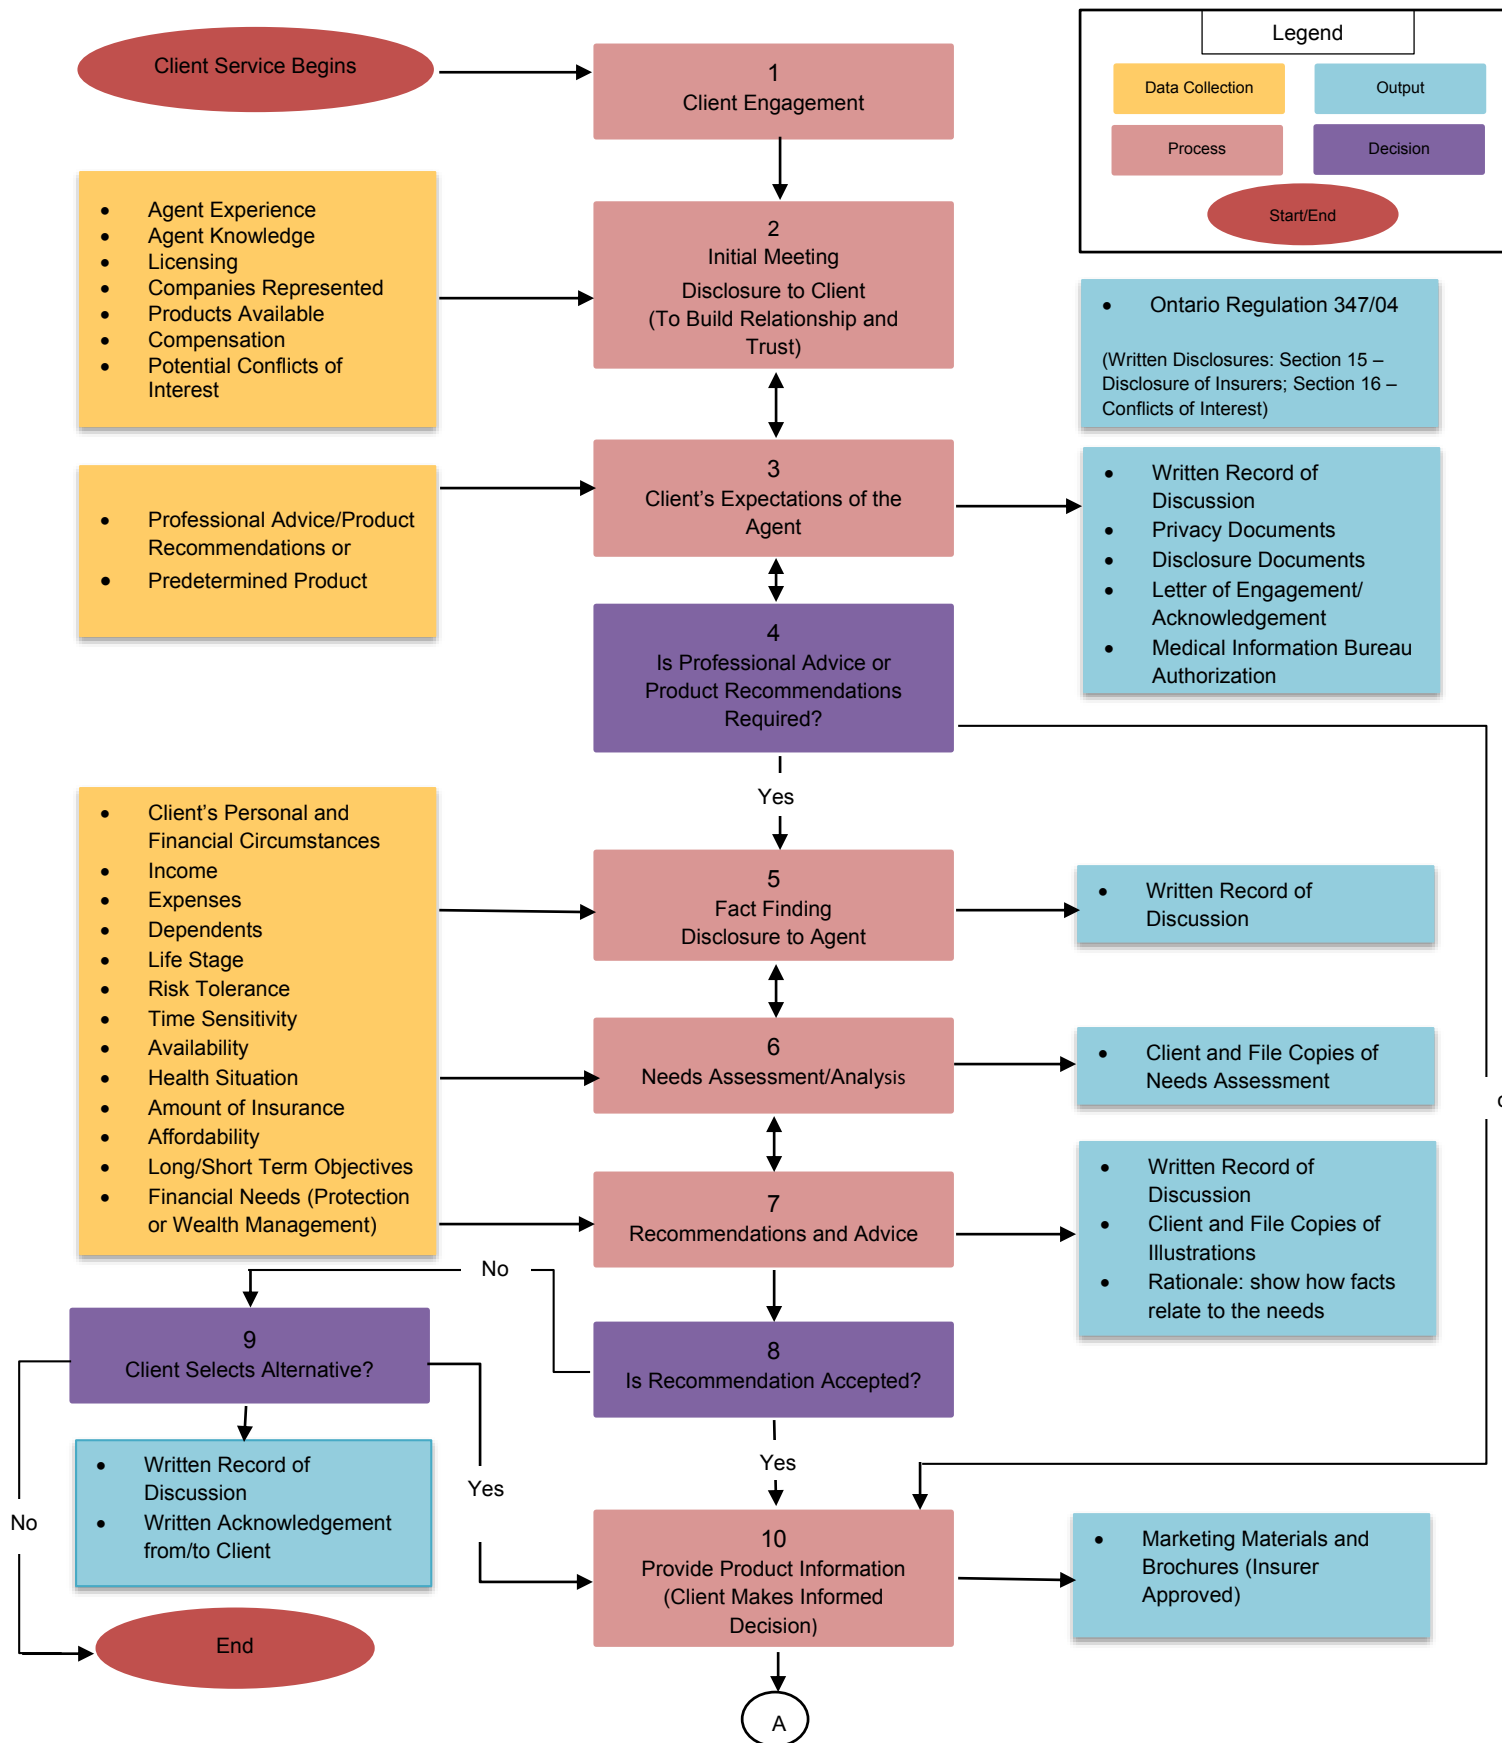 Client Service Begins
1
Client Engagement
Legend
Data Collection
Output
Process
Decision
Start/End
• Agent Experience
• Agent Knowledge
• Licensing
• Companies Represented
• Products Available
• Compensation
• Potential Conflicts of
Interest
2
Initial Meeting
Disclosure to Client
(To Build Relationship and
Trust)
• Ontario Regulation 347/04
(Written Disclosures: Section 15 –
Disclosure of Insurers; Section 16 –
Conflicts of Interest)
• Professional Advice/Product
Recommendations or
• Predetermined Product
3
Client’s Expectations of the
Agent
• Written Record of
Discussion
• Privacy Documents
• Disclosure Documents
• Letter of Engagement/
Acknowledgement
• Medical Information Bureau
Authorization
4
Is Professional Advice or
Product Recommendations
Required?
Yes
• Client’s Personal and
Financial Circumstances
• Income
• Expenses
• Dependents
• Life Stage
• Risk Tolerance
• Time Sensitivity
• Availability
• Health Situation
• Amount of Insurance
• Affordability
• Long/Short Term Objectives
• Financial Needs (Protection
or Wealth Management)
5
Fact Finding
Disclosure to Agent
• Written Record of
Discussion
6
Needs Assessment/Analysis
• Client and File Copies of
Needs Assessment
7
Recommendations and Advice
• Written Record of
Discussion
• Client and File Copies of
Illustrations
• Rationale: show how facts
relate to the needs
No
9
Client Selects Alternative?
8
Is Recommendation Accepted?
• Written Record of
Discussion
• Written Acknowledgement
from/to Client
Yes
Yes
No
10
Provide Product Information
(Client Makes Informed
Decision)
• Marketing Materials and
Brochures (Insurer
Approved)
End
A